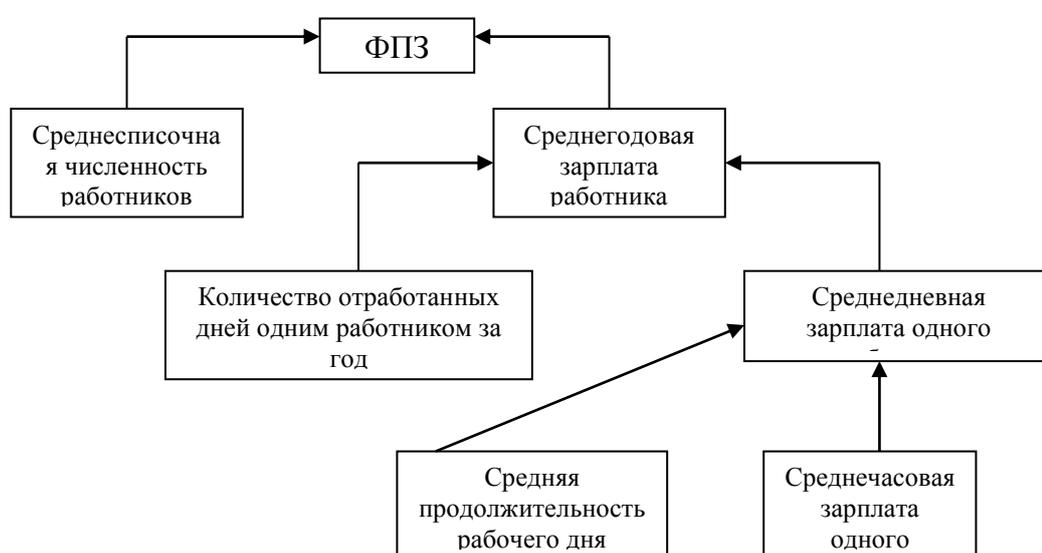 ФПЗ
Среднесписочна
я численность
работников
Среднегодовая
зарплата
работника
Количество отработанных
дней одним работником за
год
Среднедневная
зарплата одного
Средняя
продолжительность
рабочего дня
Среднечасовая
зарплата
одного